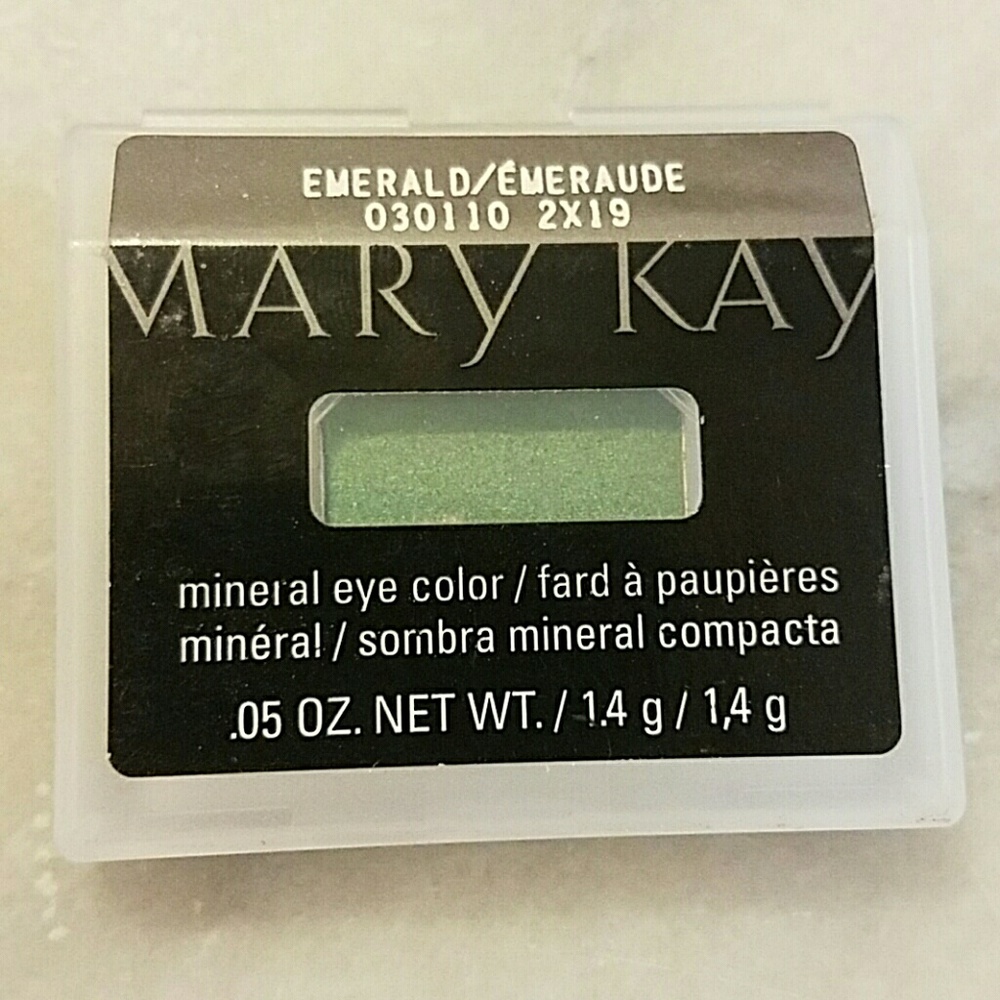 EMERALD/ÉMERAUDE
030110 2X19
MARY KAY
mineral eye color / fard à paupières
minéral / sombra mineral compacta
.05 OZ. NET WT. / 1.4 g / 1,4 g